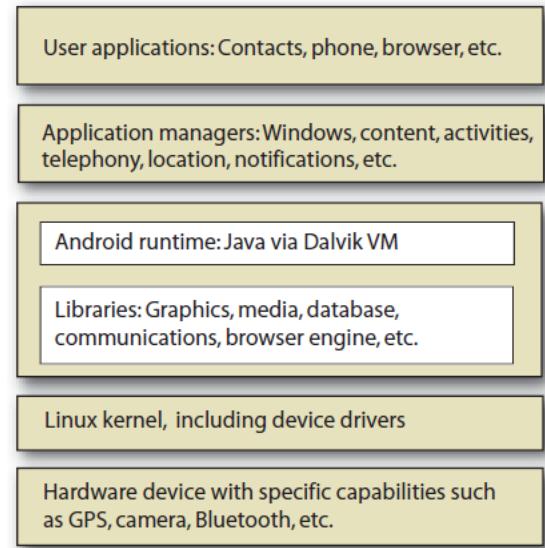 User applications: Contacts, phone, browser, etc.
Application managers: Windows, content, activities,
telephony, location, notifications, etc.
Android runtime: Java via Dalvik VM
Libraries: Graphics, media, database,
communications, browser engine, etc.
Linux kernel, including device drivers
Hardware device with specific capabilities such
as GPS, camera, Bluetooth, etc.